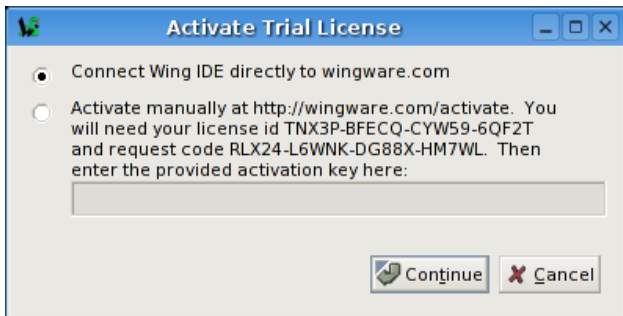 Activate Trial License
Connect Wing IDE directly to wingware.com
Activate manually at http://wingware.com/activate. You
will need your license id TNX3P-BFECQ-CYW59-6QF2T
and request code RLX24-L6WNK-DG88X-HM7WL. Then
enter the provided activation key here:
Continue
Cancel